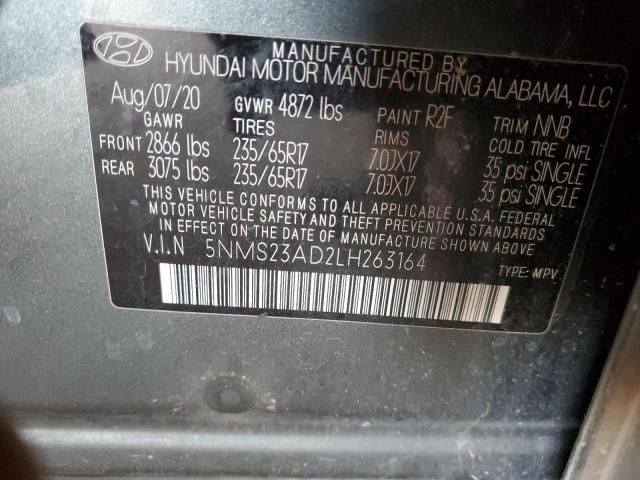 MANUFACTURED BY
HYUNDAI MOTOR MANUFACTURING ALABAMA, LLC
Aug/07/20 GVWR 4872 lbs PAINT R2F TRIM NNB
GAWR TIRES RIMS COLD TIRE INFL
FRONT 2866 lbs 235/65R17 7.0JX17 35 psi SINGLE
REAR 3075 lbs 235/65R17 7.0JX17 35 psi SINGLE
THIS VEHICLE CONFORMS TO ALL APPLICABLE U.S.A. FEDERAL
MOTOR VEHICLE SAFETY AND THEFT PREVENTION STANDARDS
IN EFFECT ON THE DATE OF MANUFACTURE SHOWN ABOVE.
V.I.N 5NMS23AD2LH263164 TYPE: MPV